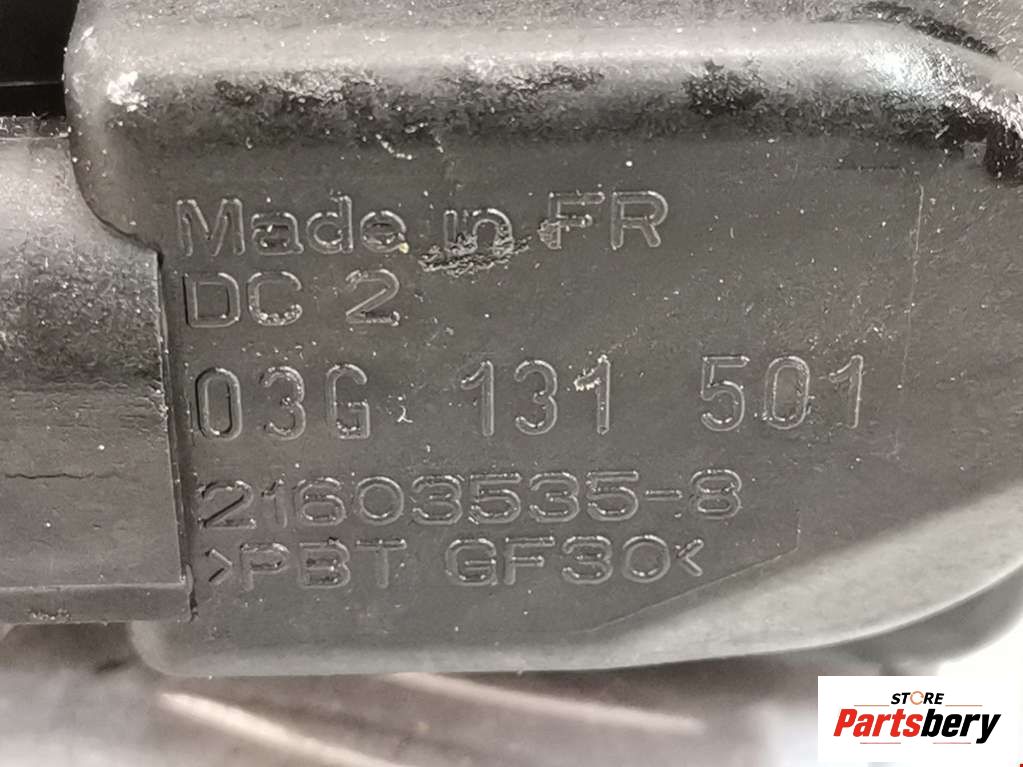 Made in FR
DC 2
03G 131 501
21603535-8
>PBT GF30<
STORE
Partsbery